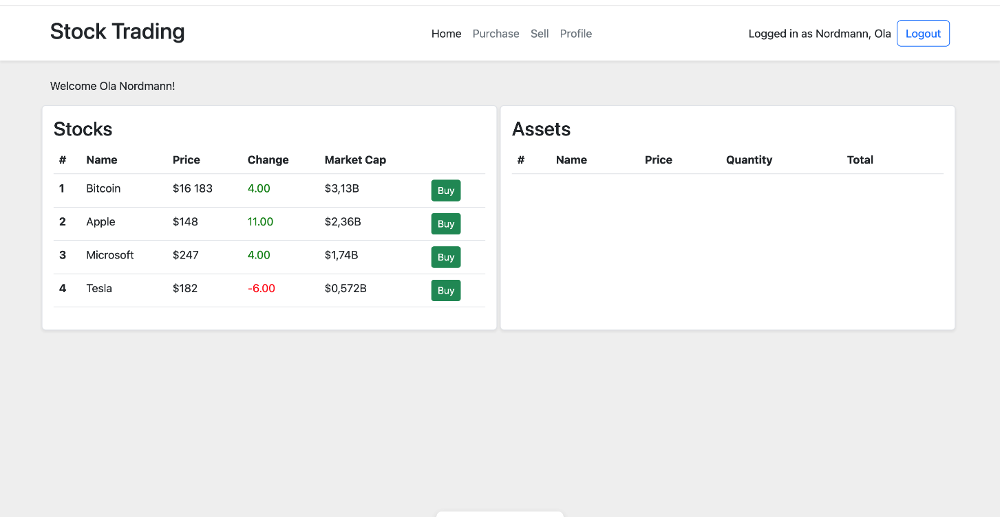 Stock Trading
Home Purchase Sell Profile
Logged in as Nordmann, Ola Logout
Welcome Ola Nordmann!
Stocks
# Name Price Change Market Cap
1 Bitcoin $16 183 4.00 $3,13B Buy
2 Apple $148 11.00 $2,36B Buy
3 Microsoft $247 4.00 $1,74B Buy
4 Tesla $182 -6.00 $0,572B Buy
Assets
# Name Price Quantity Total